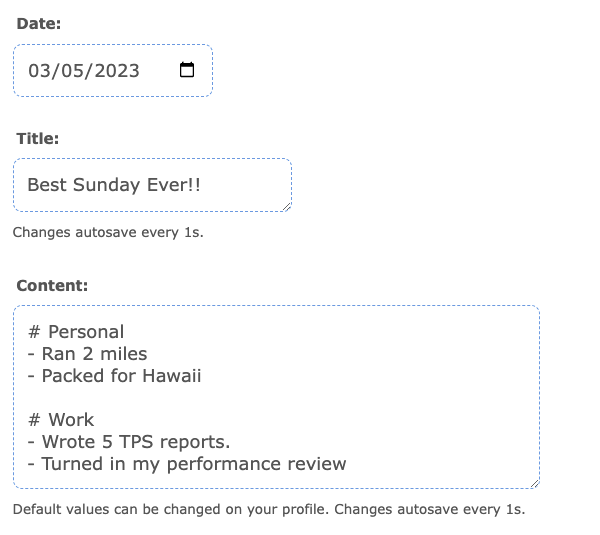 Date:
03/05/2023
Title:
Best Sunday Ever!!
Changes autosave every 1s.
Content:
# Personal
- Ran 2 miles
- Packed for Hawaii

# Work
- Wrote 5 TPS reports.
- Turned in my performance review
Default values can be changed on your profile. Changes autosave every 1s.